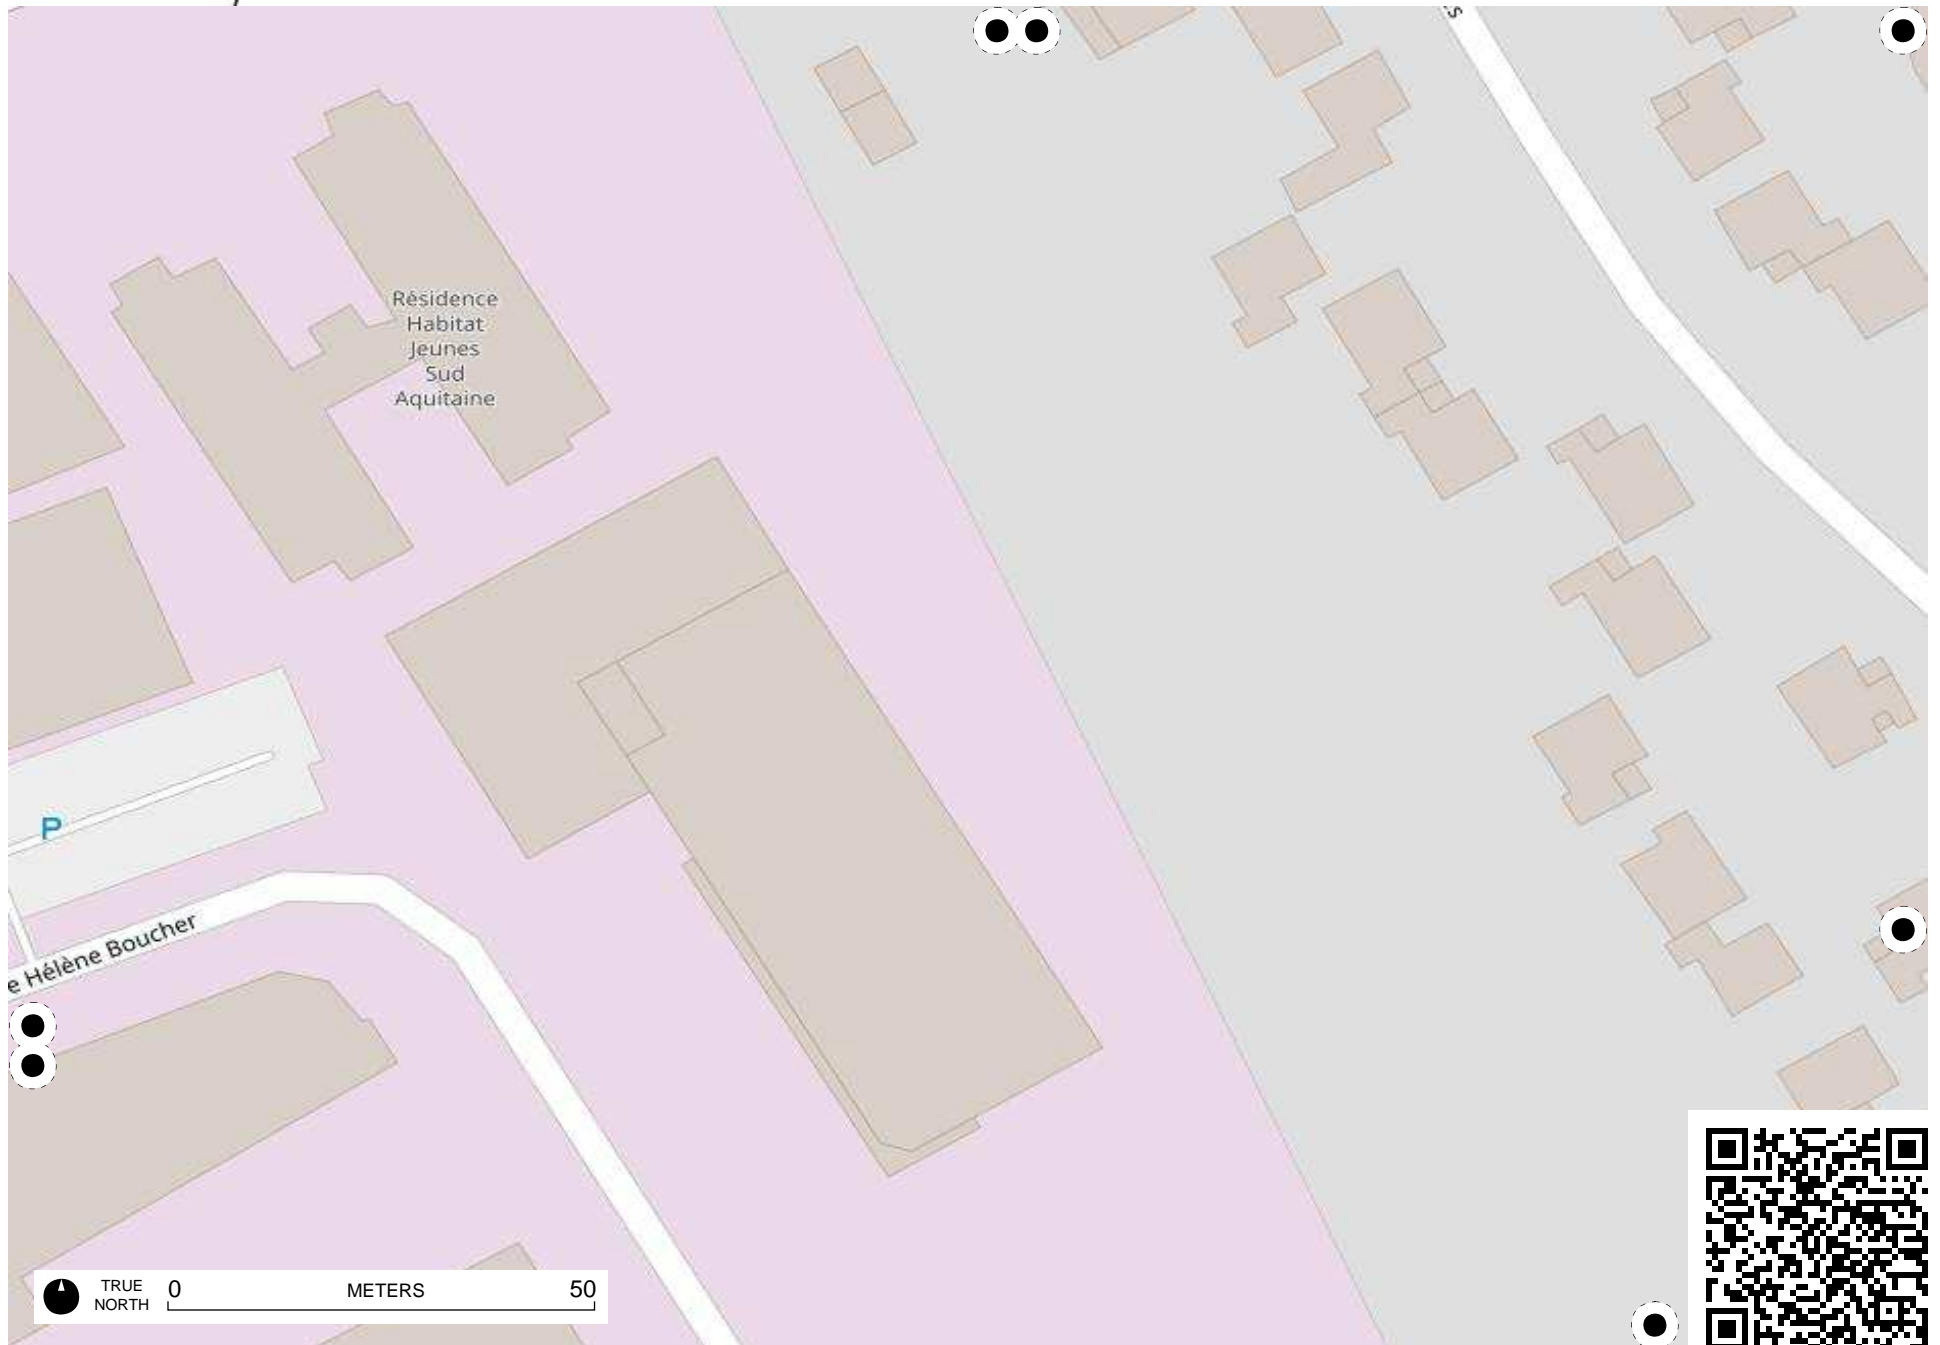 Résidence
Habitat
Jeunes
Sud
Aquitaine
P
e Hélène Boucher
TRUE
NORTH
0
METERS
50